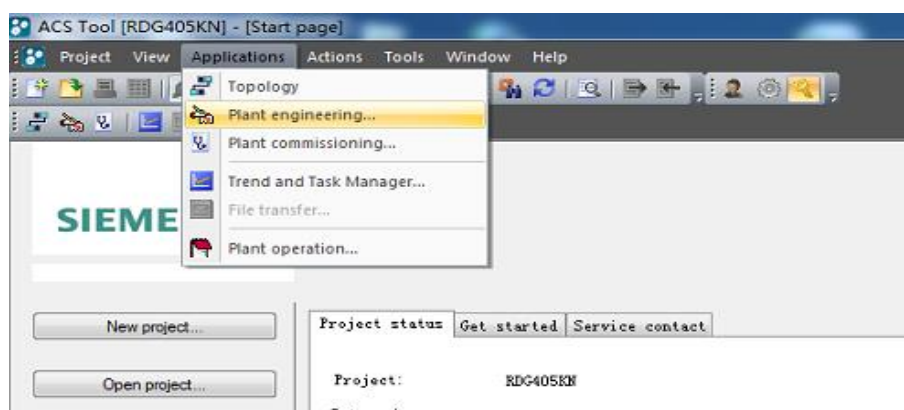 ACS Tool [RDG405KN] - [Start page]
Project View Applications Actions Tools Window Help
Topology
Plant engineering...
Plant commissioning...
Trend and Task Manager...
File transfer...
Plant operation...
SIEME
New project...
Project status Get started Service contact
Open project...
Project: RDG405KN